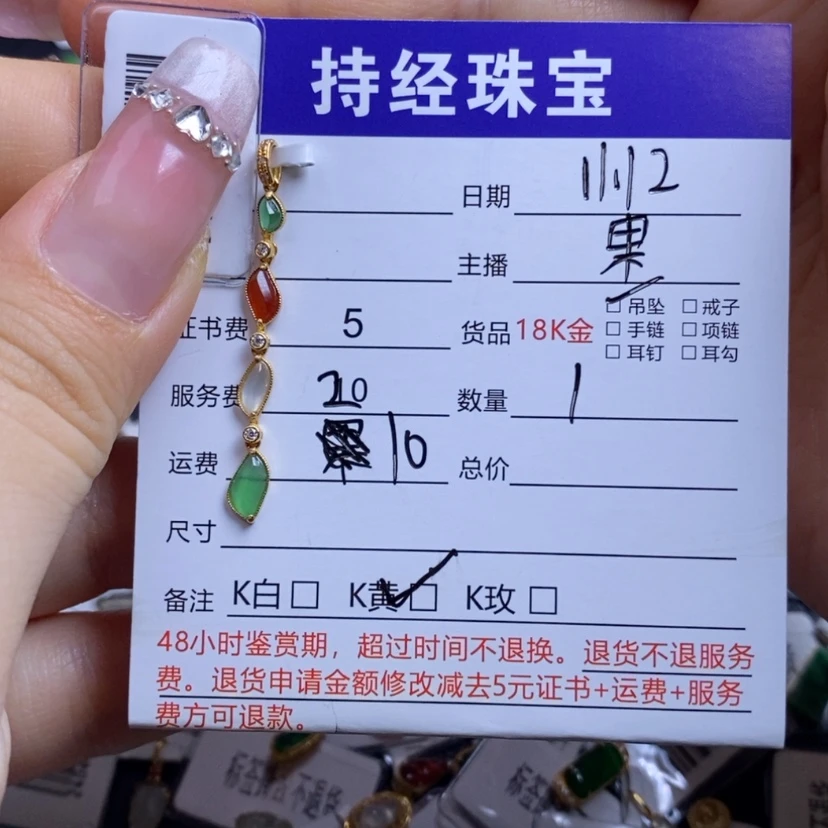 持经珠宝
日期 11.12
主播 果
证书费 5 货品 18K金 □吊坠 □戒子
□手链 □项链
□耳钉 □耳勾
服务费 20 数量 1
运费 10 总价
尺寸
备注 K白□ K黄□ K玫□
48小时鉴赏期，超过时间不退换。退货不退服务
费。退货申请金额修改减去5元证书+运费+服务
费方可退款。